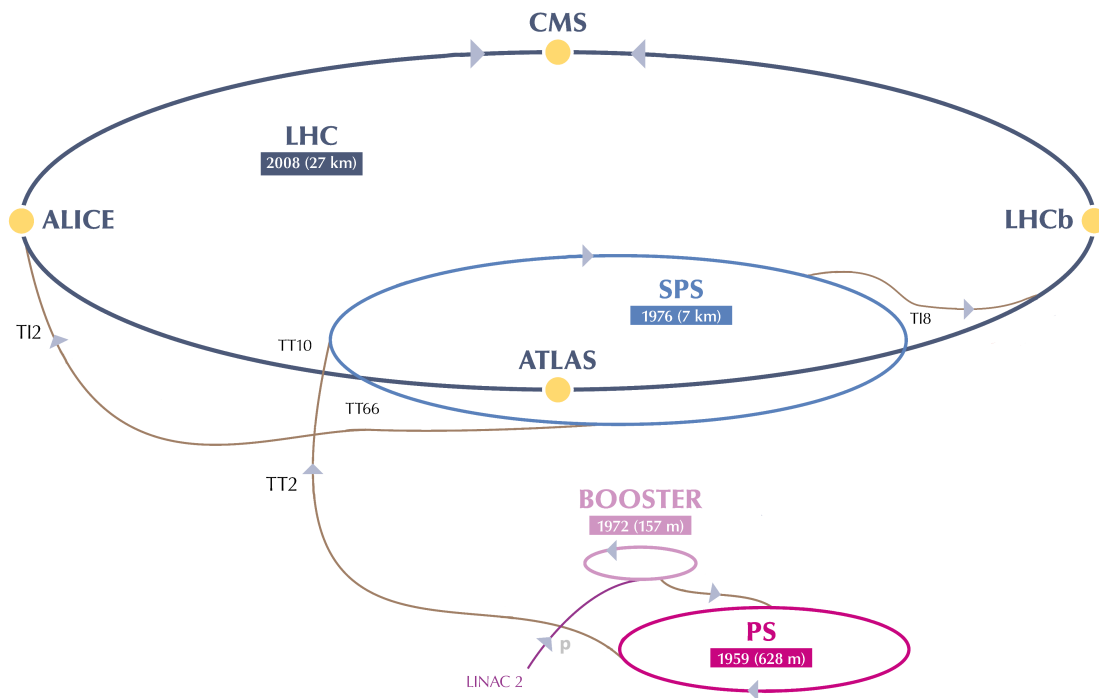 CMS
LHC
2008 (27 km)
ALICE
LHCb
SPS
1976 (7 km)
TI8
TI2
TT10
ATLAS
TT66
TT2
BOOSTER
1972 (157 m)
p
PS
1959 (628 m)
LINAC 2